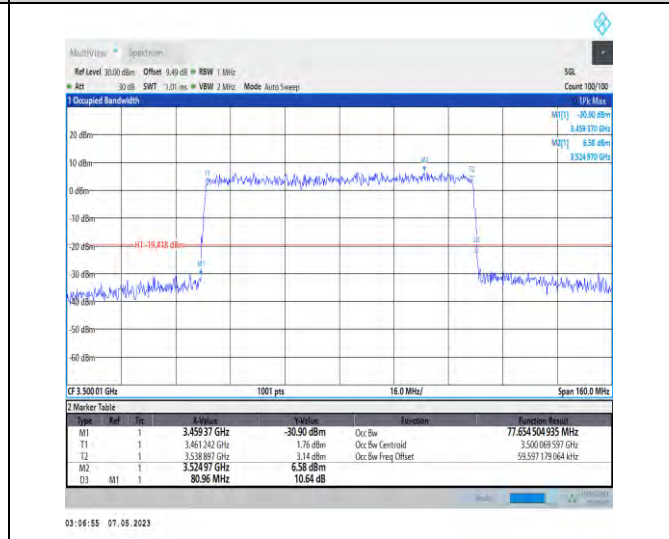 MultiView Spectrum
Ref Level 30.00 dBm Offset 9.49 dB RBW 1 MHz SGL
Att 30 dB SWT 1.01 ms VBW 2 MHz Mode Auto Sweep Count 100/100
1 Occupied Bandwidth 1Pk Max
M1[1] -30.90 dBm
3.459 370 GHz
M2[1] 6.58 dBm
3.524 970 GHz
20 dBm
10 dBm
0 dBm
-10 dBm
-20 dBm
-30 dBm
-40 dBm
-50 dBm
-60 dBm
H1 -19.418 dBm
T1
M2
T2
D3
M1
CF 3.500 01 GHz 1001 pts 16.0 MHz/ Span 160.0 MHz
2 Marker Table
Type Ref Trc X-Value Y-Value Function Function Result
M1 1 3.459 37 GHz -30.90 dBm Occ Bw 77.654 504 935 MHz
T1 1 3.461 242 GHz 1.76 dBm Occ Bw Centroid 3.500 069 597 GHz
T2 1 3.538 897 GHz 3.14 dBm Occ Bw Freq Offset 59.597 179 064 kHz
M2 1 3.524 97 GHz 6.58 dBm
D3 M1 1 80.96 MHz 10.64 dB
03:06:55 07.05.2023